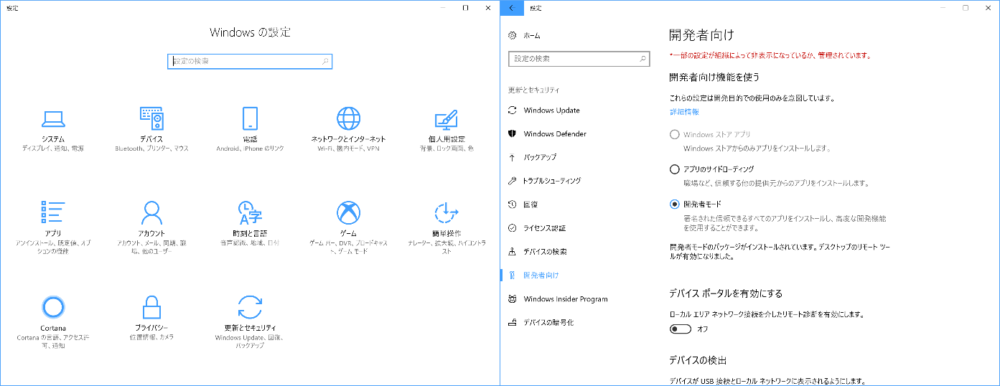 設定
Windows の設定
設定の検索
システム
ディスプレイ、通知、電源
デバイス
Bluetooth、プリンター、マウス
電話
Android、iPhone のリンク
ネットワークとインターネット
Wi-Fi、機内モード、VPN
個人用設定
背景、ロック画面、色
アプリ
アンインストール、既定値、オプ
ションの機能
アカウント
アカウント、メール、同期、職
場、他のユーザー
時刻と言語
音声認識、地域、日付
ゲーム
ゲーム バー、DVR、ブロードキャス
ト、ゲーム モード
簡単操作
ナレーター、拡大鏡、ハイコントラ
スト
Cortana
Cortana の言語、アクセス許
可、通知
プライバシー
位置情報、カメラ
更新とセキュリティ
Windows Update、回復、
バックアップ
設定
ホーム
設定の検索
更新とセキュリティ
Windows Update
Windows Defender
バックアップ
トラブルシューティング
回復
ライセンス認証
デバイスの検索
開発者向け
Windows Insider Program
デバイスの暗号化
開発者向け
*一部の設定が組織によって非表示になっているか、管理されています。
開発者向け機能を使う
これらの設定は開発目的での使用のみを意図しています。
詳細情報
Windows ストア アプリ
Windows ストアからのみアプリをインストールします。
アプリのサイドローディング
職場など、信頼する他の提供元からのアプリをインストールします。
開発者モード
署名された信頼できるすべてのアプリをインストールし、高度な開発機能
を使用することができます。
開発者モードのパッケージがインストールされています。デスクトップのリモート ツー
ルが有効になりました。
デバイス ポータルを有効にする
ローカル エリア ネットワーク接続を介したリモート診断を有効にします。
オフ
デバイスの検出
デバイスが USB 接続とローカル ネットワークに表示されるようにします。